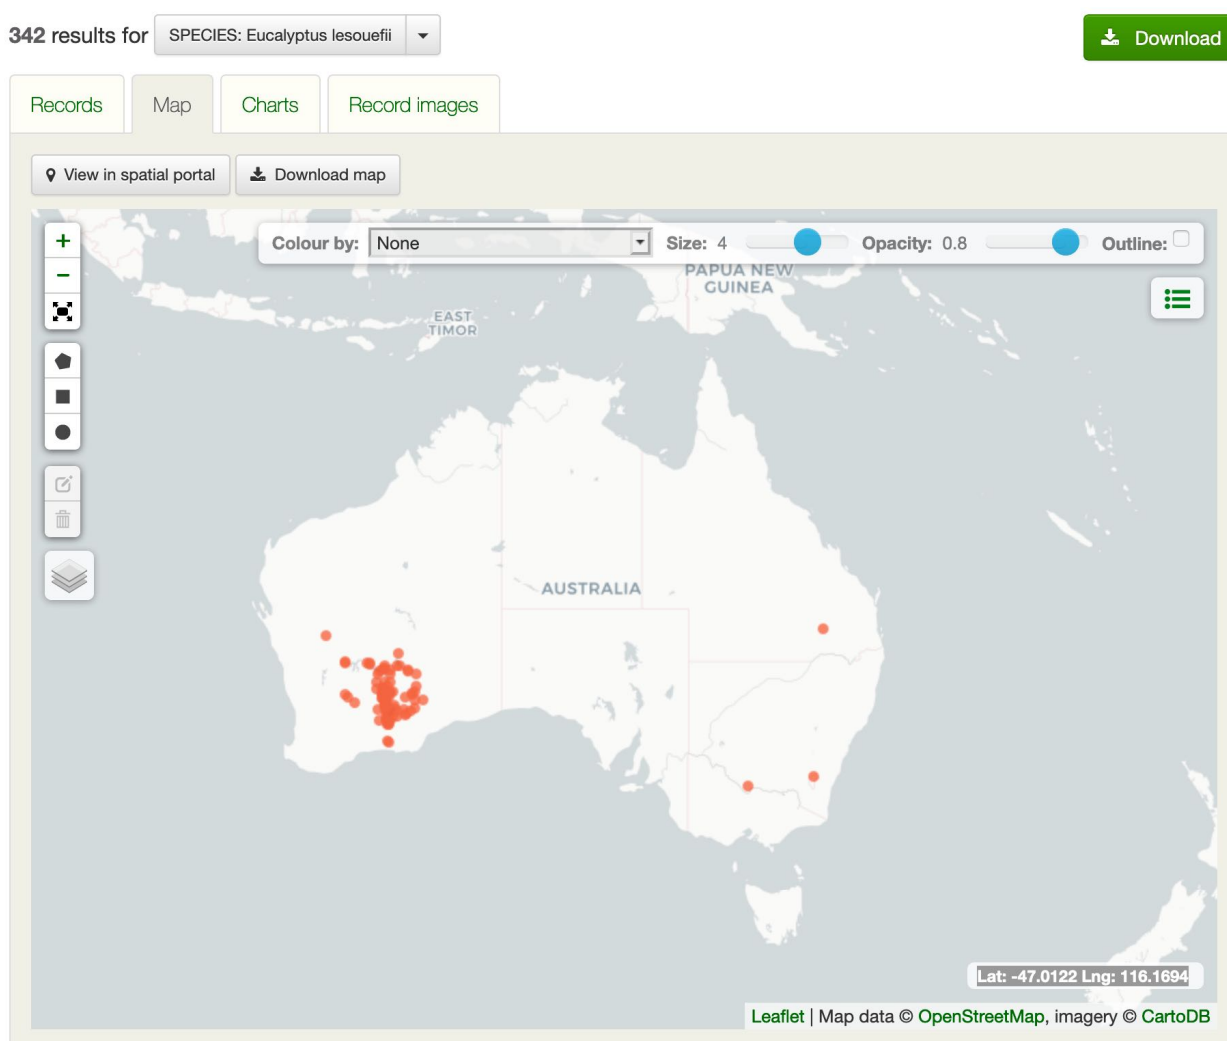 342 results for SPECIES: Eucalyptus lesouefii
Download
Records Map Charts Record images
View in spatial portal Download map
Colour by: None Size: 4 Opacity: 0.8 Outline:
+
−
PAPUA NEW
GUINEA
EAST
TIMOR
AUSTRALIA
Lat: -47.0122 Lng: 116.1694
Leaflet | Map data © OpenStreetMap, imagery © CartoDB